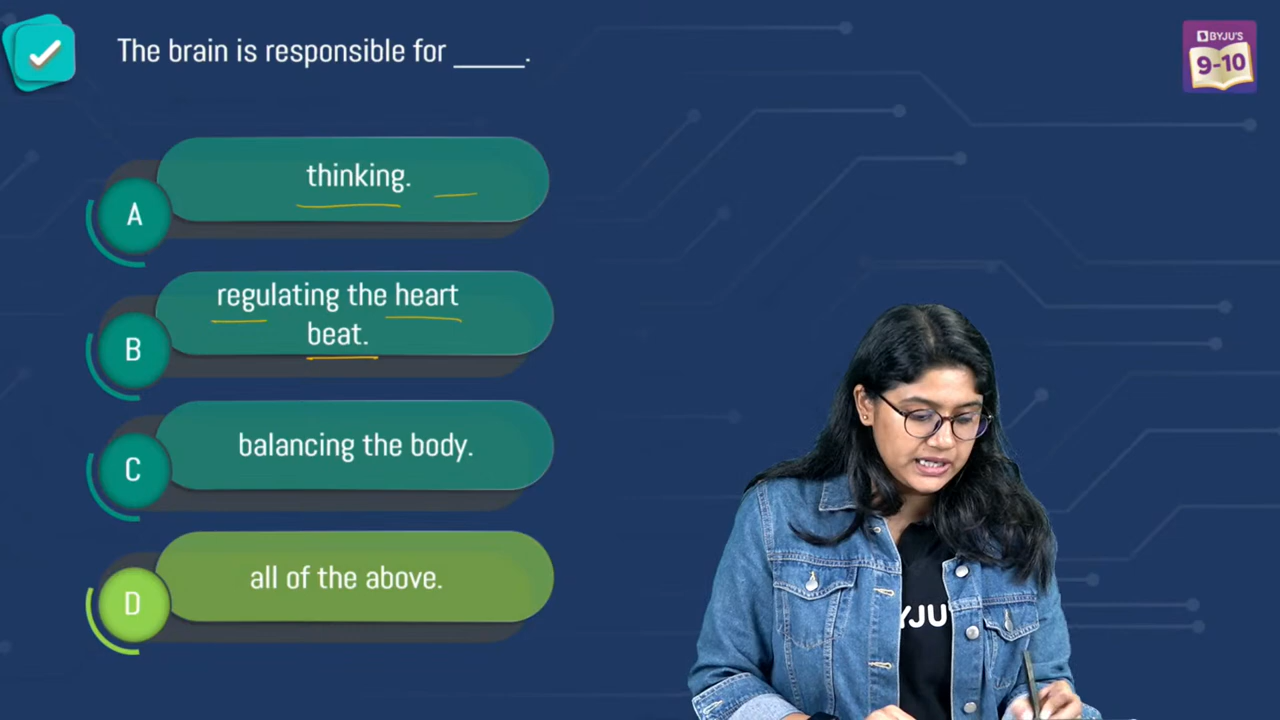 The brain is responsible for _____.
BYJU'S
9-10
A
thinking.
B
regulating the heart
beat.
C
balancing the body.
D
all of the above.
YJU'